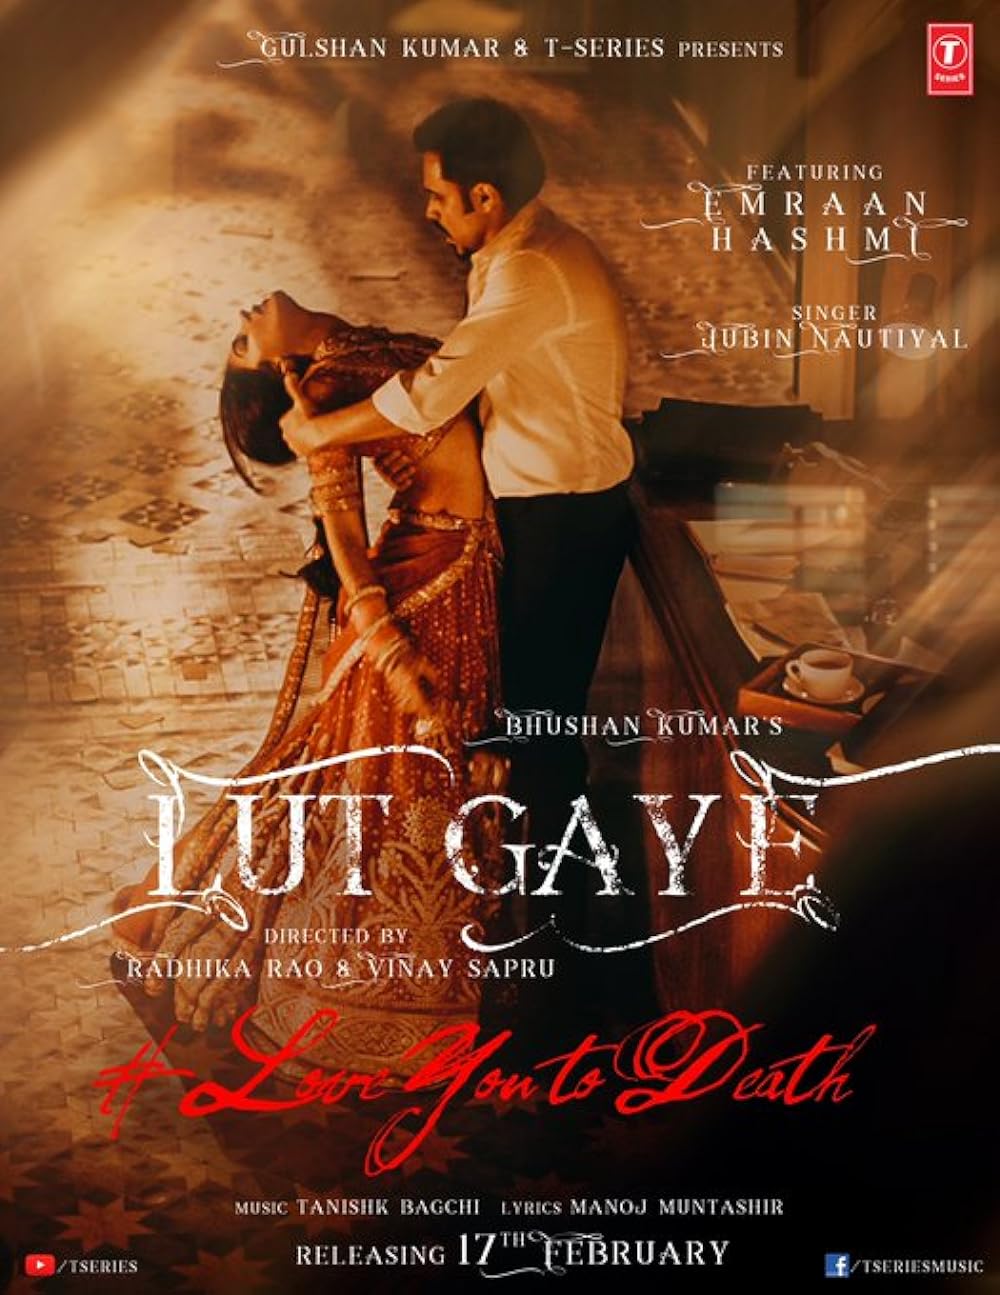 GULSHAN KUMAR & T-SERIES PRESENTS
T
SERIES
FEATURING
EMRAAN
HASHMI
SINGER
JUBIN NAUTIYAL
BHUSHAN KUMAR'S
LUT GAYE
DIRECTED BY
RADHIKA RAO & VINAY SAPRU
#Love You to Death
MUSIC TANISHK BAGCHI LYRICS MANOJ MUNTASHIR
RELEASING 17TH FEBRUARY
/TSERIES
f/TSERIESMUSIC